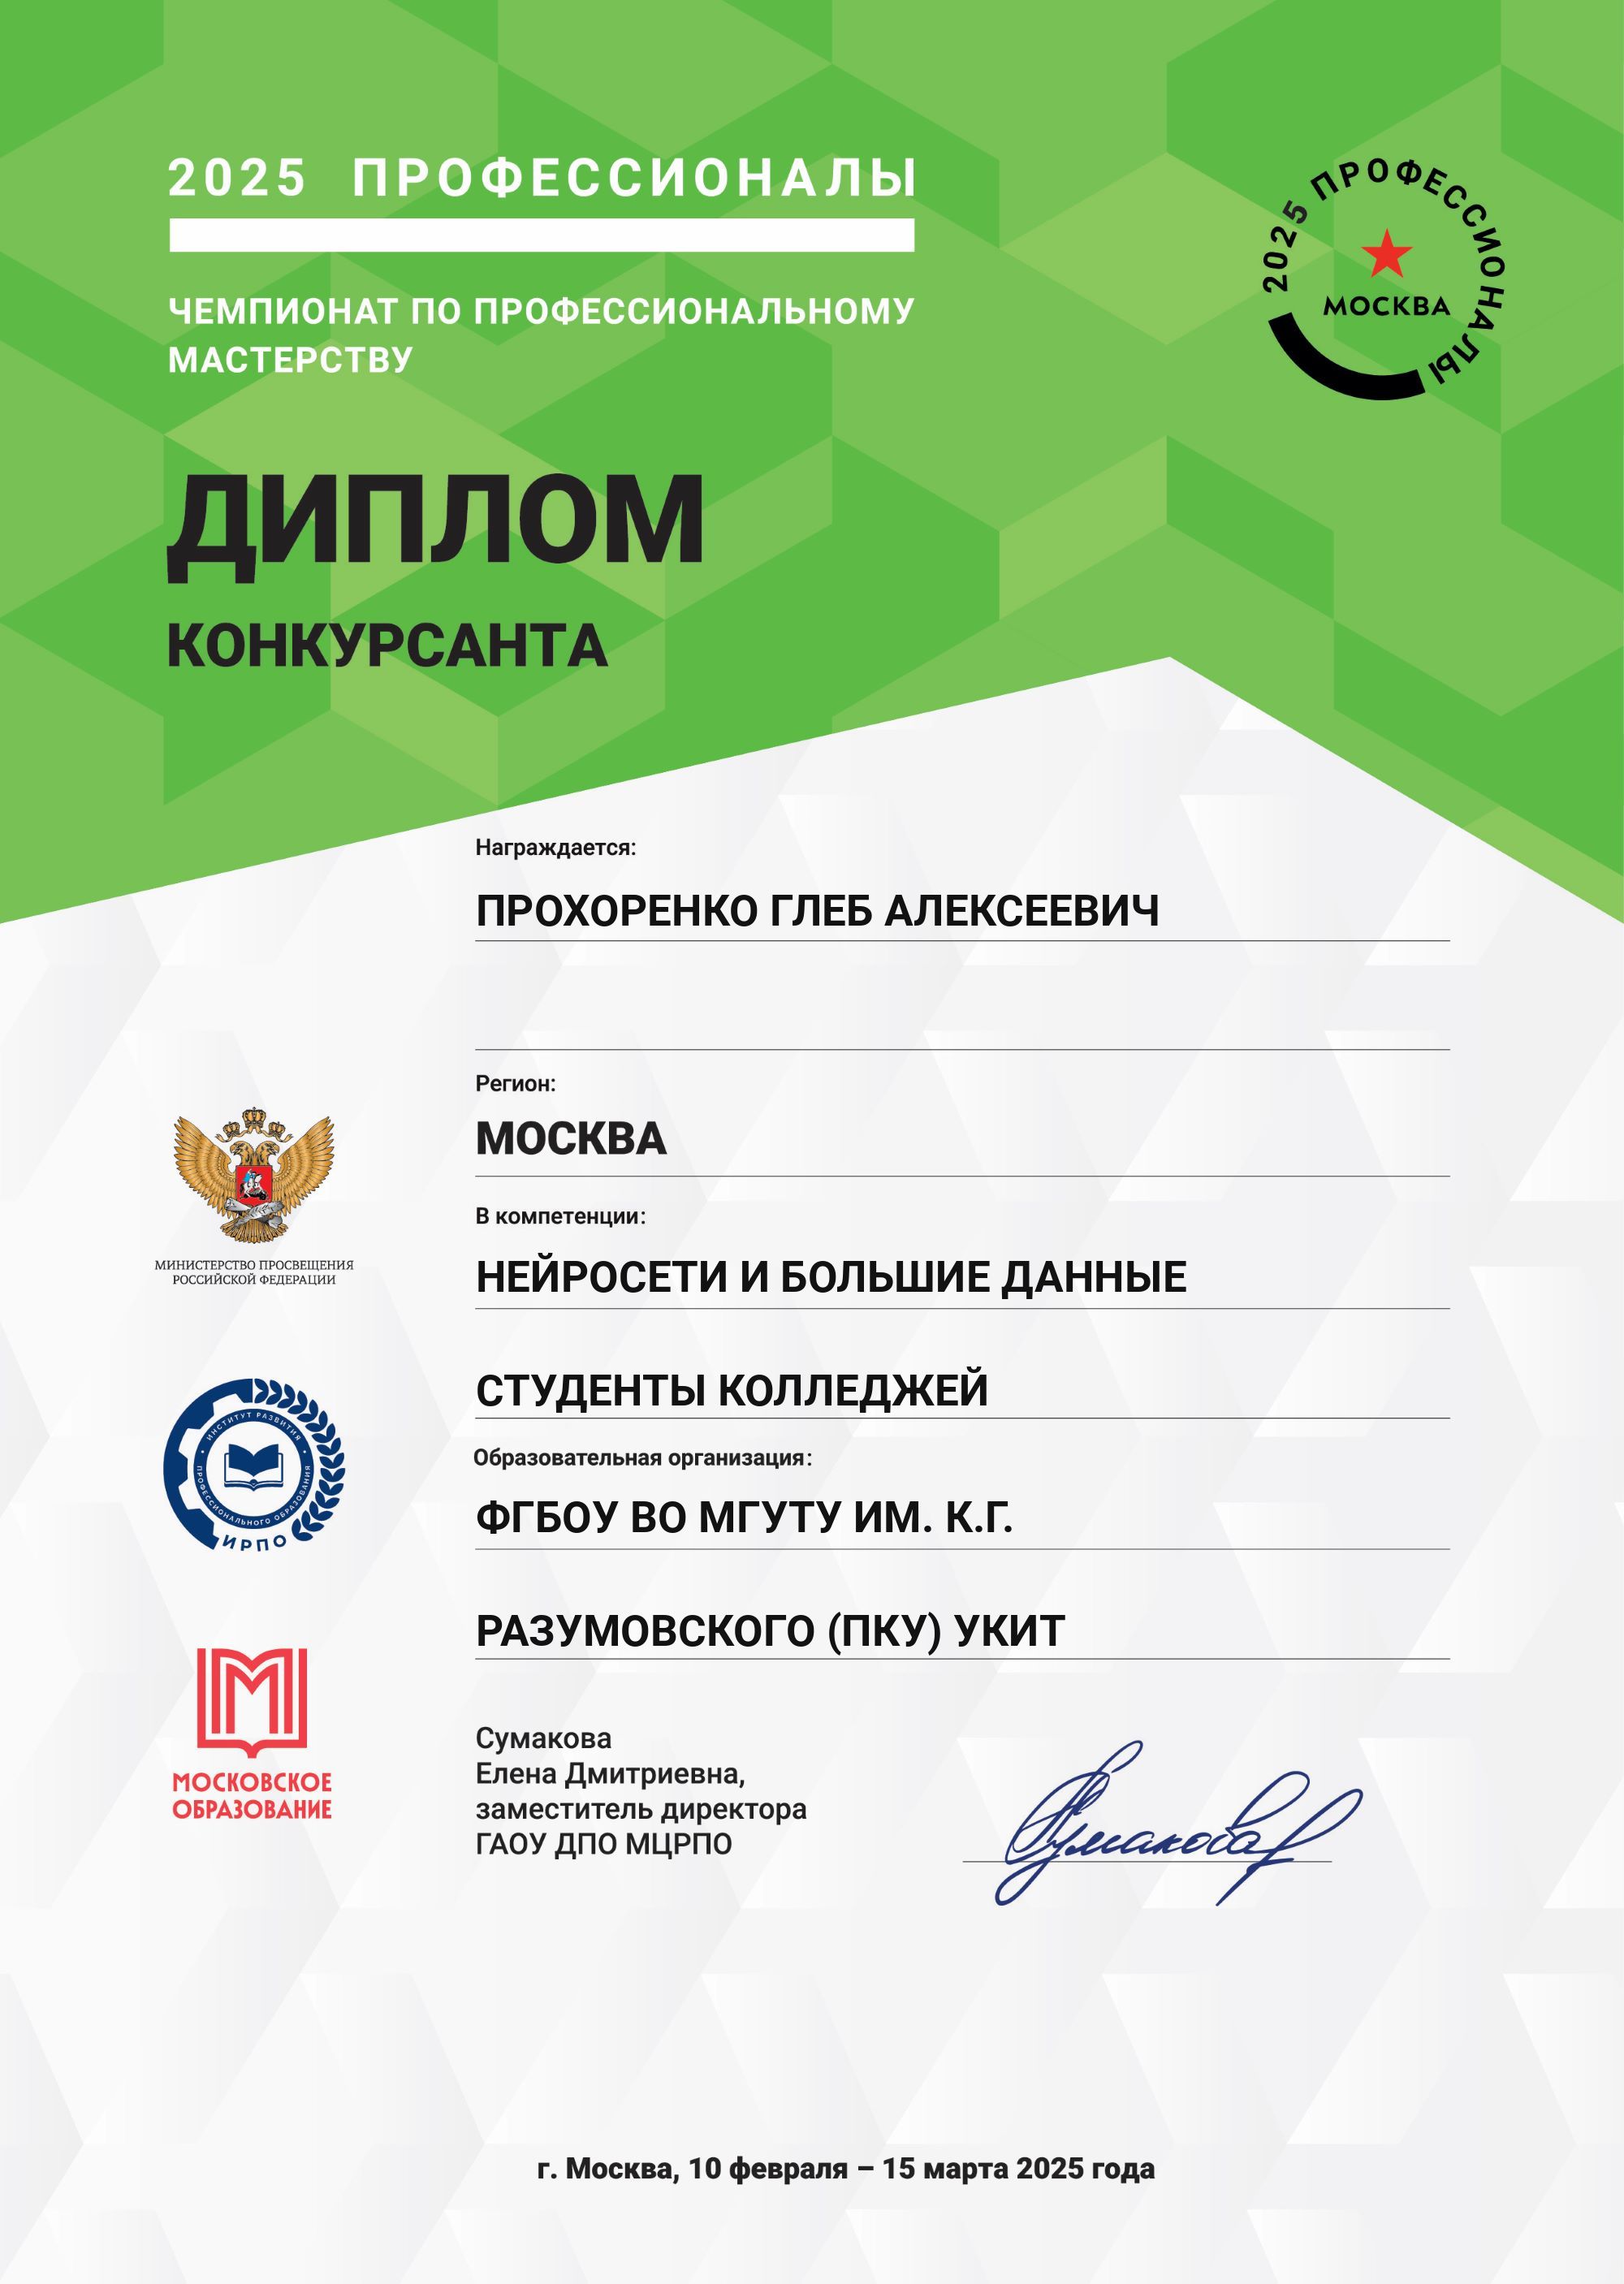 2025 ПРОФЕССИОНАЛЫ
ЧЕМПИОНАТ ПО ПРОФЕССИОНАЛЬНОМУ
МАСТЕРСТВУ
2025 ПРОФЕССИОНАЛЫ
МОСКВА
ДИПЛОМ
КОНКУРСАНТА
Награждается:
ПРОХОРЕНКО ГЛЕБ АЛЕКСЕЕВИЧ
Регион:
МОСКВА
В компетенции:
НЕЙРОСЕТИ И БОЛЬШИЕ ДАННЫЕ
СТУДЕНТЫ КОЛЛЕДЖЕЙ
Образовательная организация:
ФГБОУ ВО МГУТУ ИМ. К.Г.
РАЗУМОВСКОГО (ПКУ) УКИТ
МИНИСТЕРСТВО ПРОСВЕЩЕНИЯ
РОССИЙСКОЙ ФЕДЕРАЦИИ
ИНСТИТУТ РАЗВИТИЯ
ПРОФЕССИОНАЛЬНОГО ОБРАЗОВАНИЯ
ИРПО
МОСКОВСКОЕ
ОБРАЗОВАНИЕ
Сумакова
Елена Дмитриевна,
заместитель директора
ГАОУ ДПО МЦРПО
Сумакова
г. Москва, 10 февраля – 15 марта 2025 года